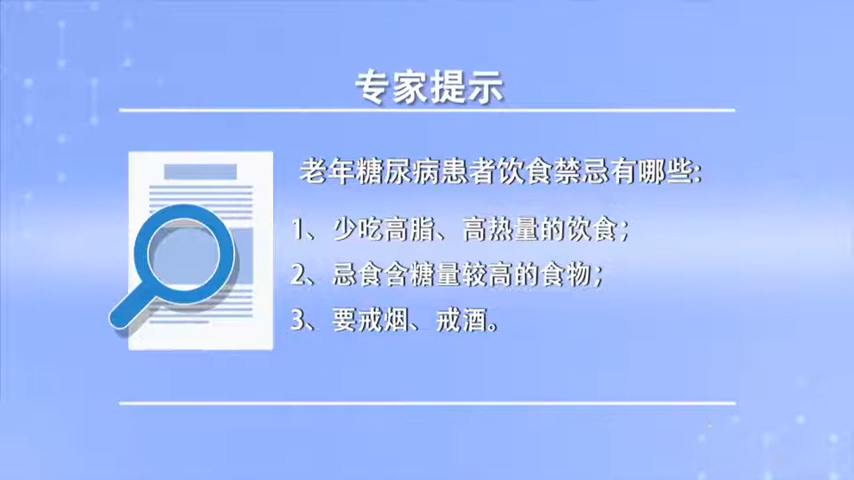 专家提示
老年糖尿病患者饮食禁忌有哪些:
1、少吃高脂、高热量的饮食;
2、忌食含糖量较高的食物;
3、要戒烟、戒酒。